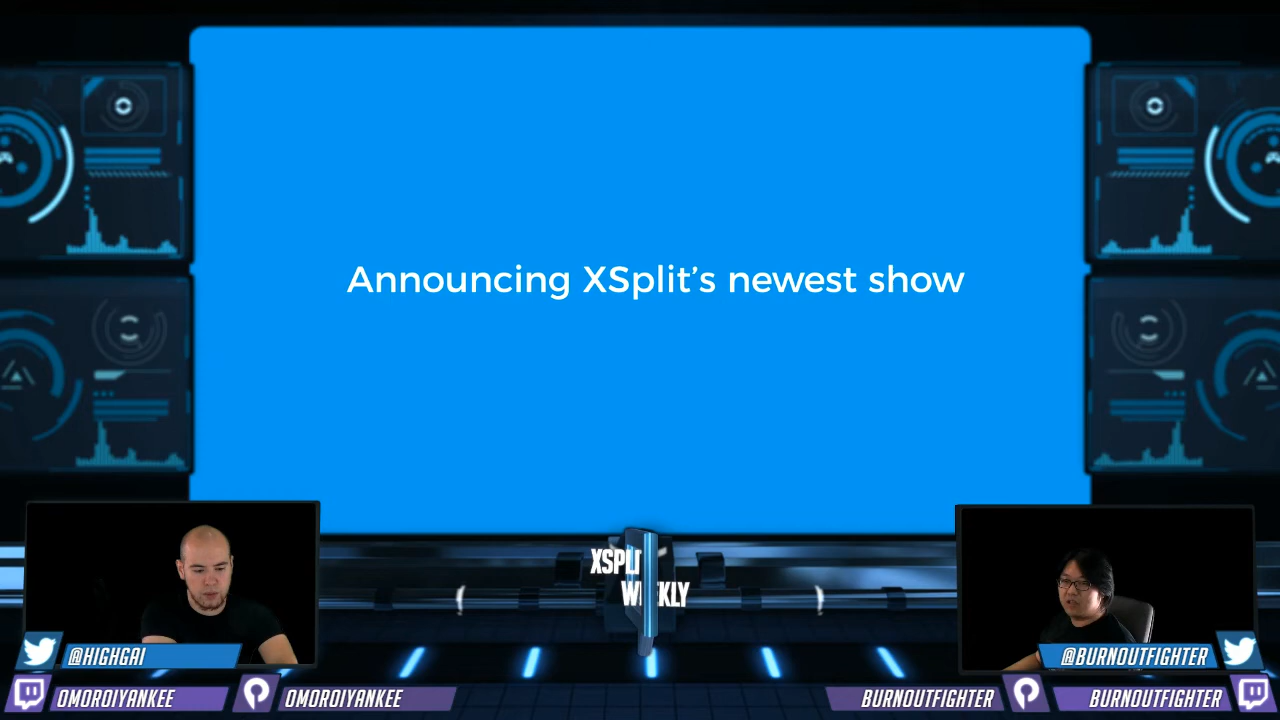 Announcing XSplit’s newest show
XSPLIT
WEEKLY
@HIGHGAI
@BURNOUTFIGHTER
OMOROIYANKEE
OMOROIYANKEE
BURNOUTFIGHTER
BURNOUTFIGHTER